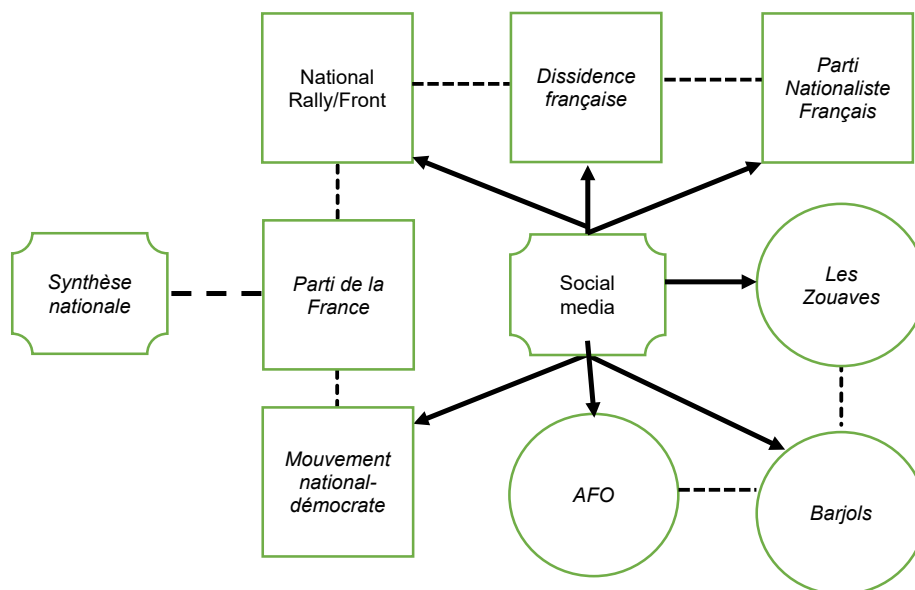 National
Rally/Front
Dissidence
française
Parti
Nationaliste
Français
Synthèse
nationale
Parti de la
France
Social
media
Les
Zouaves
Mouvement
national-
démocrate
AFO
Barjols